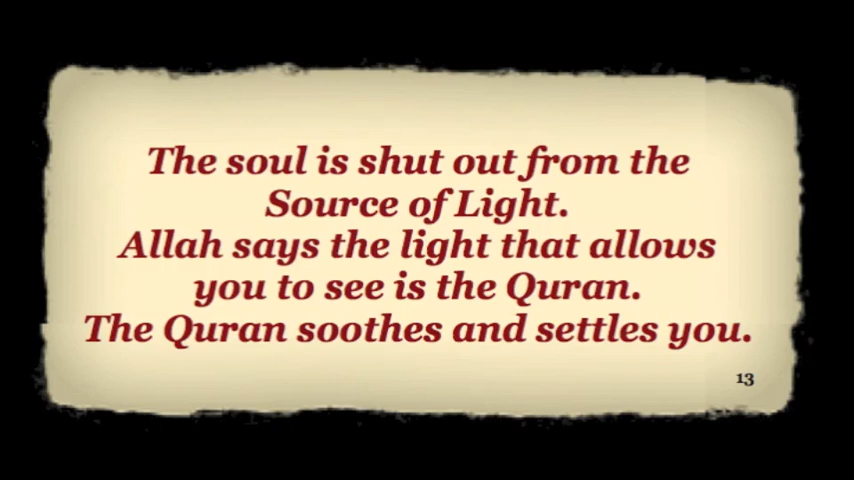 The soul is shut out from the
Source of Light.
Allah says the light that allows
you to see is the Quran.
The Quran soothes and settles you.
13